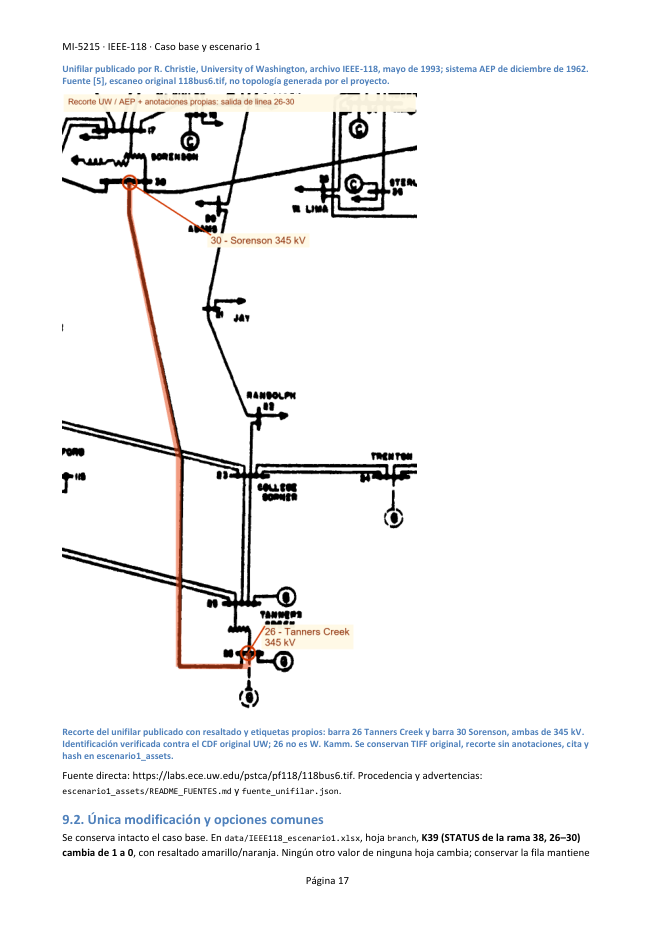 MI-5215 · IEEE-118 · Caso base y escenario 1
Unifilar publicado por R. Christie, University of Washington, archivo IEEE-118, mayo de 1993; sistema AEP de diciembre de 1962.
Fuente [5], escaneo original 118bus6.tif, no topología generada por el proyecto.
Recorte UW / AEP + anotaciones propias: salida de línea 26-30
17
SORENSON
30
W. LIMA
30 - Sorenson 345 kV
JAY
RANDOLPH
22
TRENTON
23
COLLEGE
CORNER
24
115
25
G
TANNERS
26 - Tanners Creek
345 kV
G
G
Recorte del unifilar publicado con resaltado y etiquetas propios: barra 26 Tanners Creek y barra 30 Sorenson, ambas de 345 kV.
Identificación verificada contra el CDF original UW; 26 no es W. Kamm. Se conservan TIFF original, recorte sin anotaciones, cita y
hash en escenario1_assets.
Fuente directa: https://labs.ece.uw.edu/pstca/pf118/118bus6.tif. Procedencia y advertencias:
escenario1_assets/README_FUENTES.md y fuente_unifilar.json.
9.2. Única modificación y opciones comunes
Se conserva intacto el caso base. En data/IEEE118_escenario1.xlsx, hoja branch, K39 (STATUS de la rama 38, 26–30)
cambia de 1 a 0, con resaltado amarillo/naranja. Ningún otro valor de ninguna hoja cambia; conservar la fila mantiene
Página 17